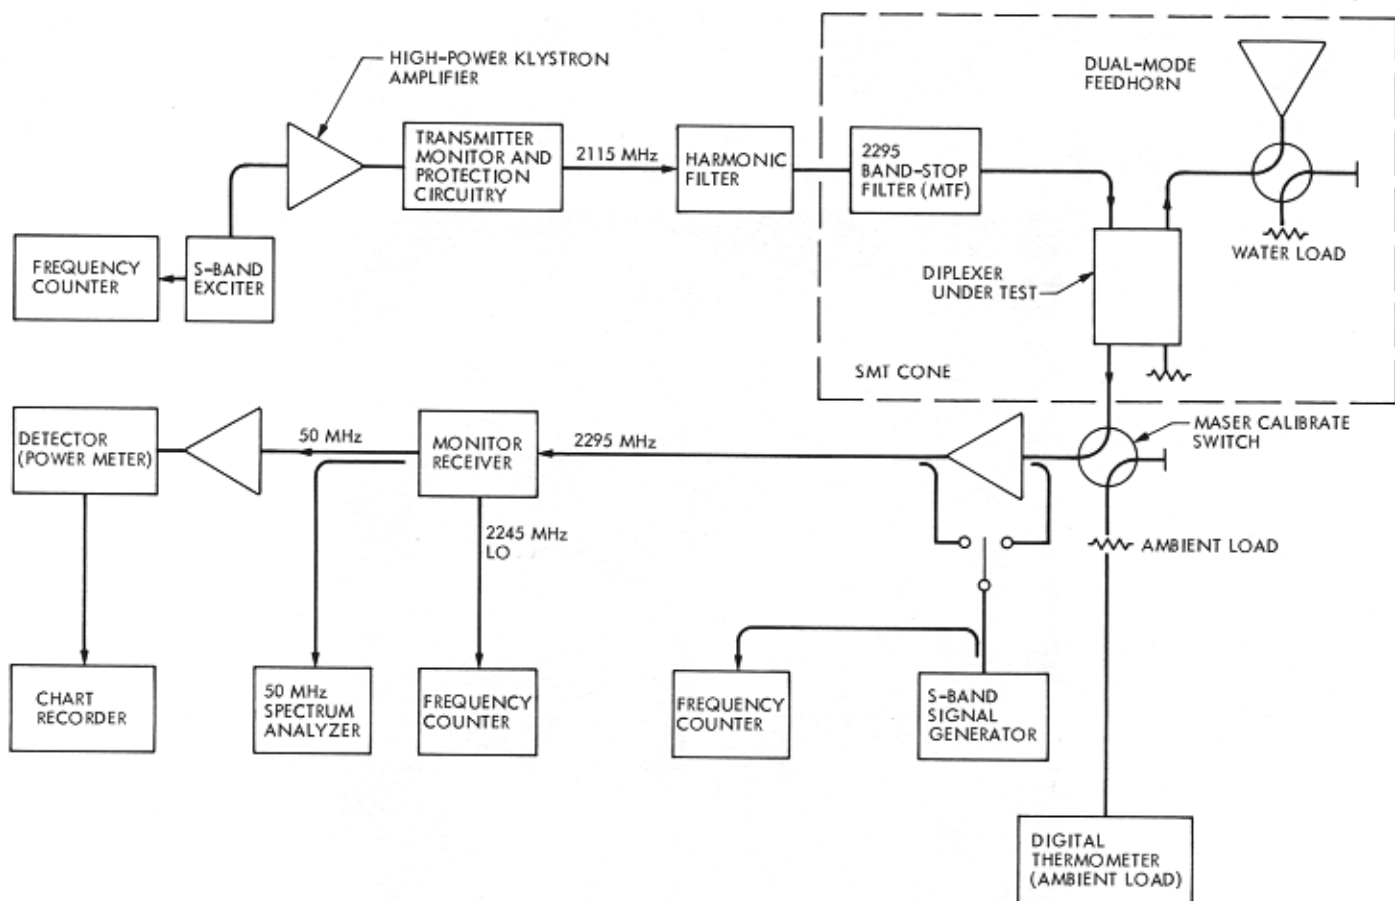 HIGH-POWER KLYSTRON
AMPLIFIER
DUAL-MODE
FEEDHORN
TRANSMITTER
MONITOR AND
PROTECTION
CIRCUITRY
2115 MHz
HARMONIC
FILTER
2295
BAND-STOP
FILTER (MTF)
WATER LOAD
FREQUENCY
COUNTER
S-BAND
EXCITER
DIPLEXER
UNDER TEST
SMT CONE
MASER CALIBRATE
SWITCH
DETECTOR
(POWER METER)
50 MHz
MONITOR
RECEIVER
2295 MHz
2245 MHz
LO
AMBIENT LOAD
CHART
RECORDER
50 MHz
SPECTRUM
ANALYZER
FREQUENCY
COUNTER
FREQUENCY
COUNTER
S-BAND
SIGNAL
GENERATOR
DIGITAL
THERMOMETER
(AMBIENT LOAD)